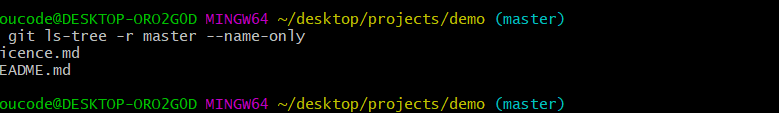 oucode@DESKTOP-ORO2GOD MINGW64 ~/desktop/projects/demo (master)
git ls-tree -r master --name-only
icence.md
EADME.md
oucode@DESKTOP-ORO2GOD MINGW64 ~/desktop/projects/demo (master)